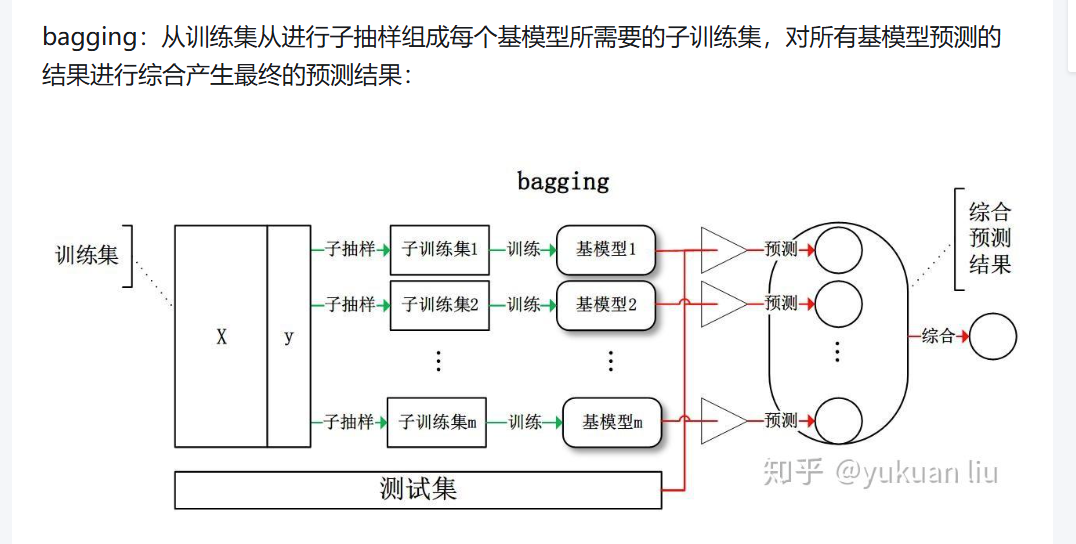 bagging：从训练集从进行子抽样组成每个基模型所需要的子训练集，对所有基模型预测的
结果进行综合产生最终的预测结果：
bagging
训练集
X
y
子抽样
子训练集1
训练
基模型1
预测
子抽样
子训练集2
训练
基模型2
预测
子抽样
子训练集m
训练
基模型m
预测
综合
预测
结果
综合
测试集
知乎 @yukuan liu